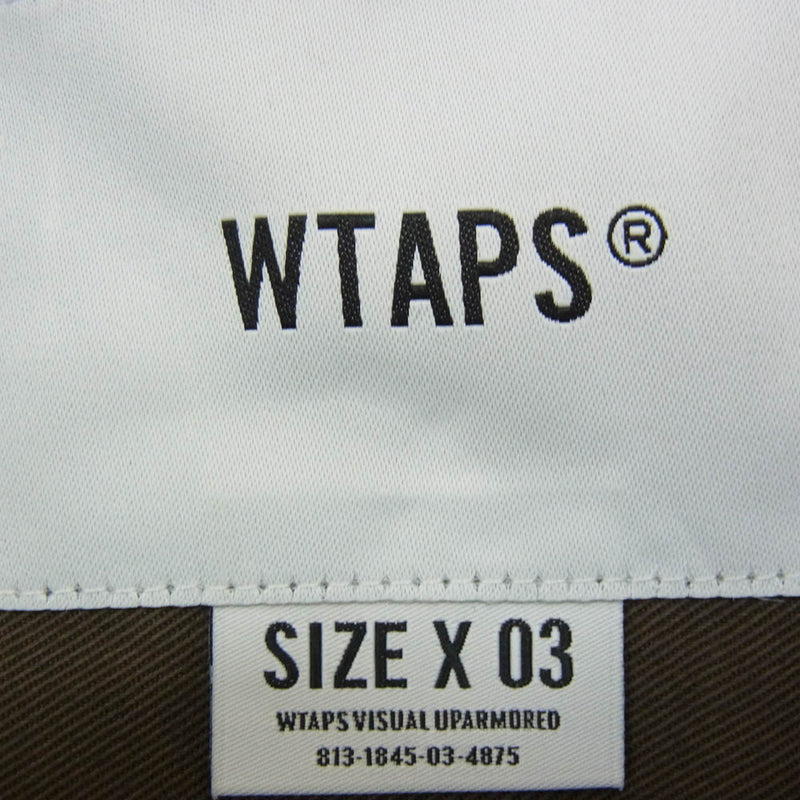 WTAPS®
SIZE X 03
WTAPS VISUAL UPARMORED
813-1845-03-4875